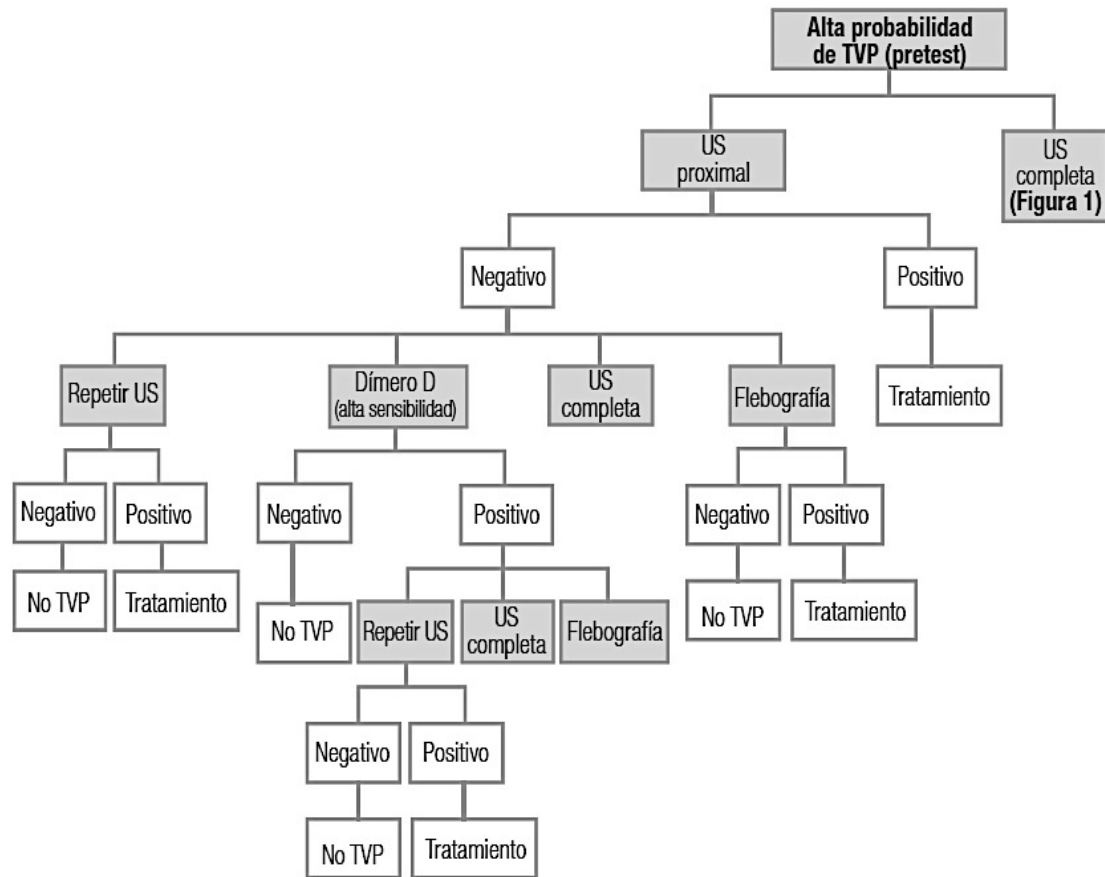 Alta probabilidad
de TVP (pretest)
US
proximal
US
completa
(Figura 1)
Negativo
Positivo
Repetir US
Dímero D
(alta sensibilidad)
US
completa
Flebografía
Tratamiento
Negativo
Positivo
Negativo
Positivo
Negativo
Positivo
No TVP
Tratamiento
No TVP
Repetir US
US
completa
Flebografía
No TVP
Tratamiento
Negativo
Positivo
No TVP
Tratamiento